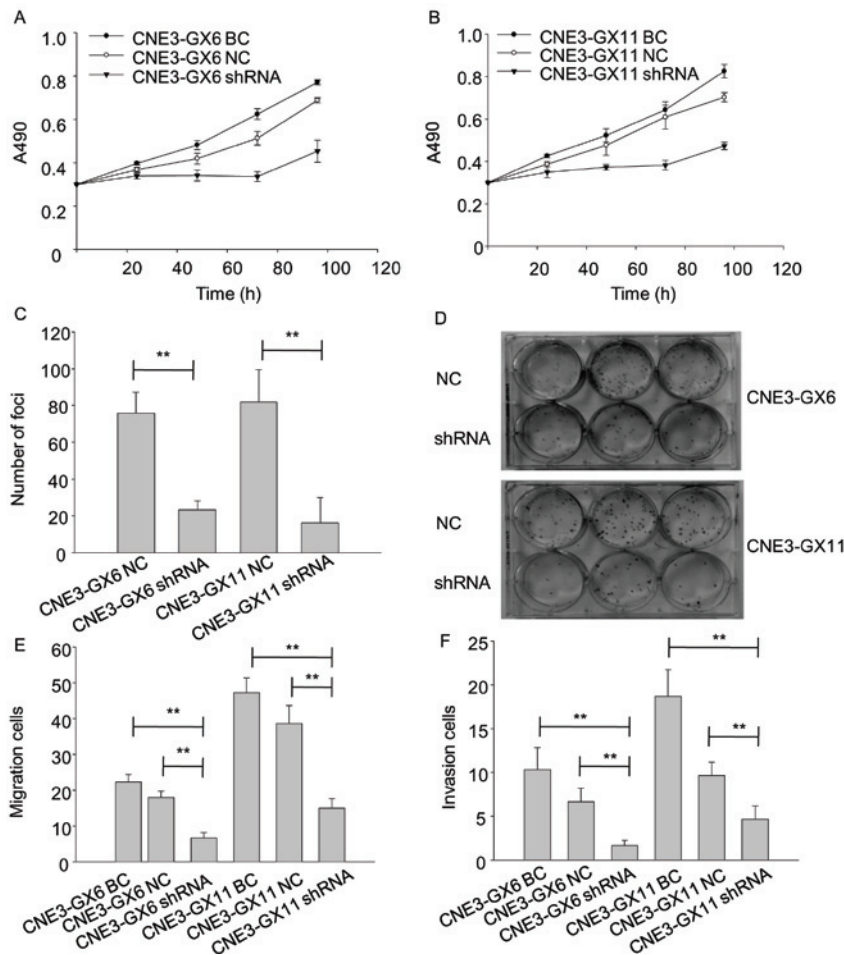 A
1.0
0.8
0.6
0.4
0.2
0
A490
20 40 60 80 100 120
Time (h)
CNE3-GX6 BC
CNE3-GX6 NC
CNE3-GX6 shRNA
B
1.0
0.8
0.6
0.4
0.2
0
A490
20 40 60 80 100 120
Time (h)
CNE3-GX11 BC
CNE3-GX11 NC
CNE3-GX11 shRNA
C
120
100
80
60
40
20
0
Number of foci
**
**
CNE3-GX6 NC
CNE3-GX6 shRNA
CNE3-GX11 NC
CNE3-GX11 shRNA
D
NC
shRNA
CNE3-GX6
NC
shRNA
CNE3-GX11
E
60
50
40
30
20
10
0
Migration cells
**
**
**
**
CNE3-GX6 BC
CNE3-GX6 NC
CNE3-GX6 shRNA
CNE3-GX11 BC
CNE3-GX11 NC
CNE3-GX11 shRNA
F
25
20
15
10
5
0
Invasion cells
**
**
**
**
CNE3-GX6 BC
CNE3-GX6 NC
CNE3-GX6 shRNA
CNE3-GX11 BC
CNE3-GX11 NC
CNE3-GX11 shRNA